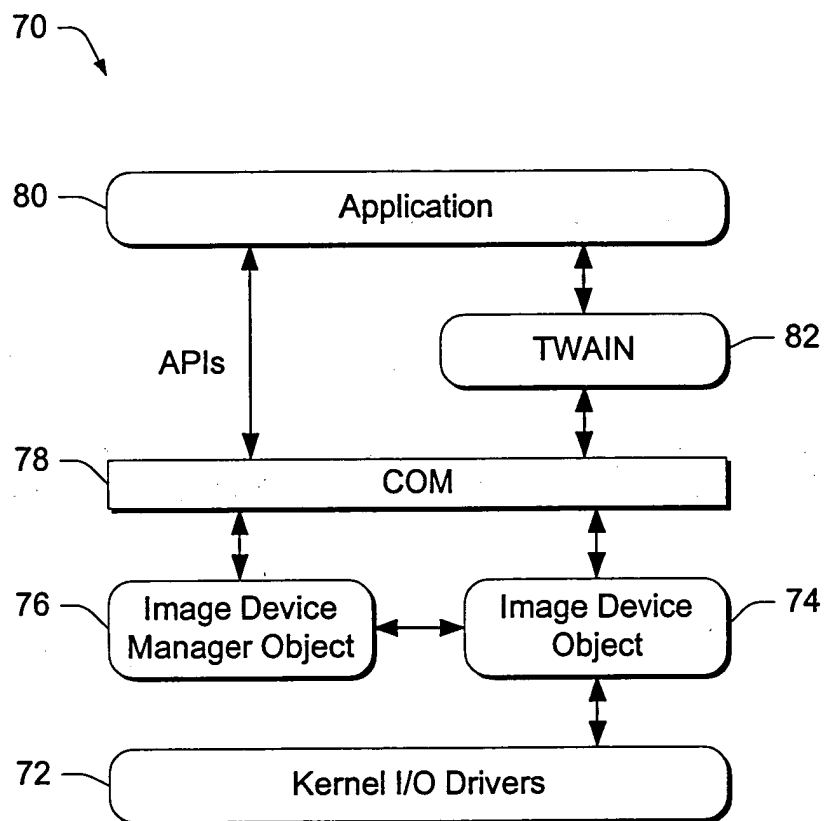 70
80
Application
APIs
TWAIN
82
78
COM
76
Image Device
Manager Object
Image Device
Object
74
72
Kernel I/O Drivers